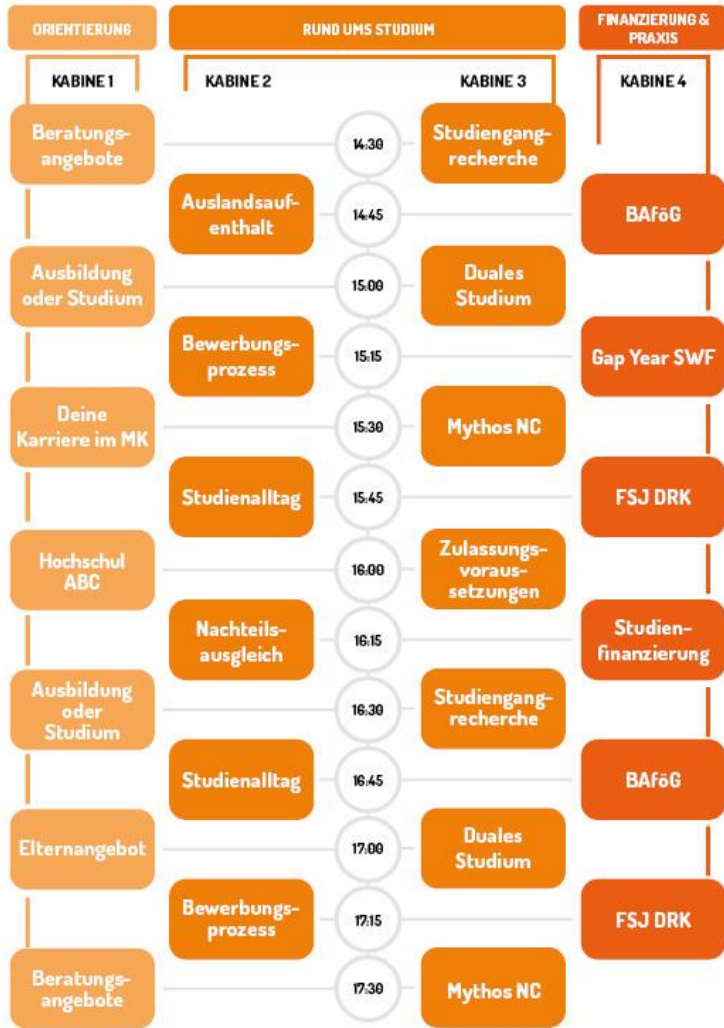 ORIENTIERUNG
RUND UMS STUDIUM
FINANZIERUNG &
PRAXIS
KABINE 1
KABINE 2
KABINE 3
KABINE 4
Beratungs-
angebote
14:30
Studiengang-
recherche
Auslandsauf-
enthalt
14:45
BAföG
Ausbildung
oder Studium
15:00
Duales
Studium
Bewerbungs-
prozess
15:15
Gap Year SWF
Deine
Karriere im MK
15:30
Mythos NC
Studienalltag
15:45
FSJ DRK
Hochschul
ABC
16:00
Zulassungs-
voraus-
setzungen
Nachteils-
ausgleich
16:15
Studien-
finanzierung
Ausbildung
oder
Studium
16:30
Studiengang-
recherche
Studienalltag
16:45
BAföG
Elternangebot
17:00
Duales
Studium
Bewerbungs-
prozess
17:15
FSJ DRK
Beratungs-
angebote
17:30
Mythos NC